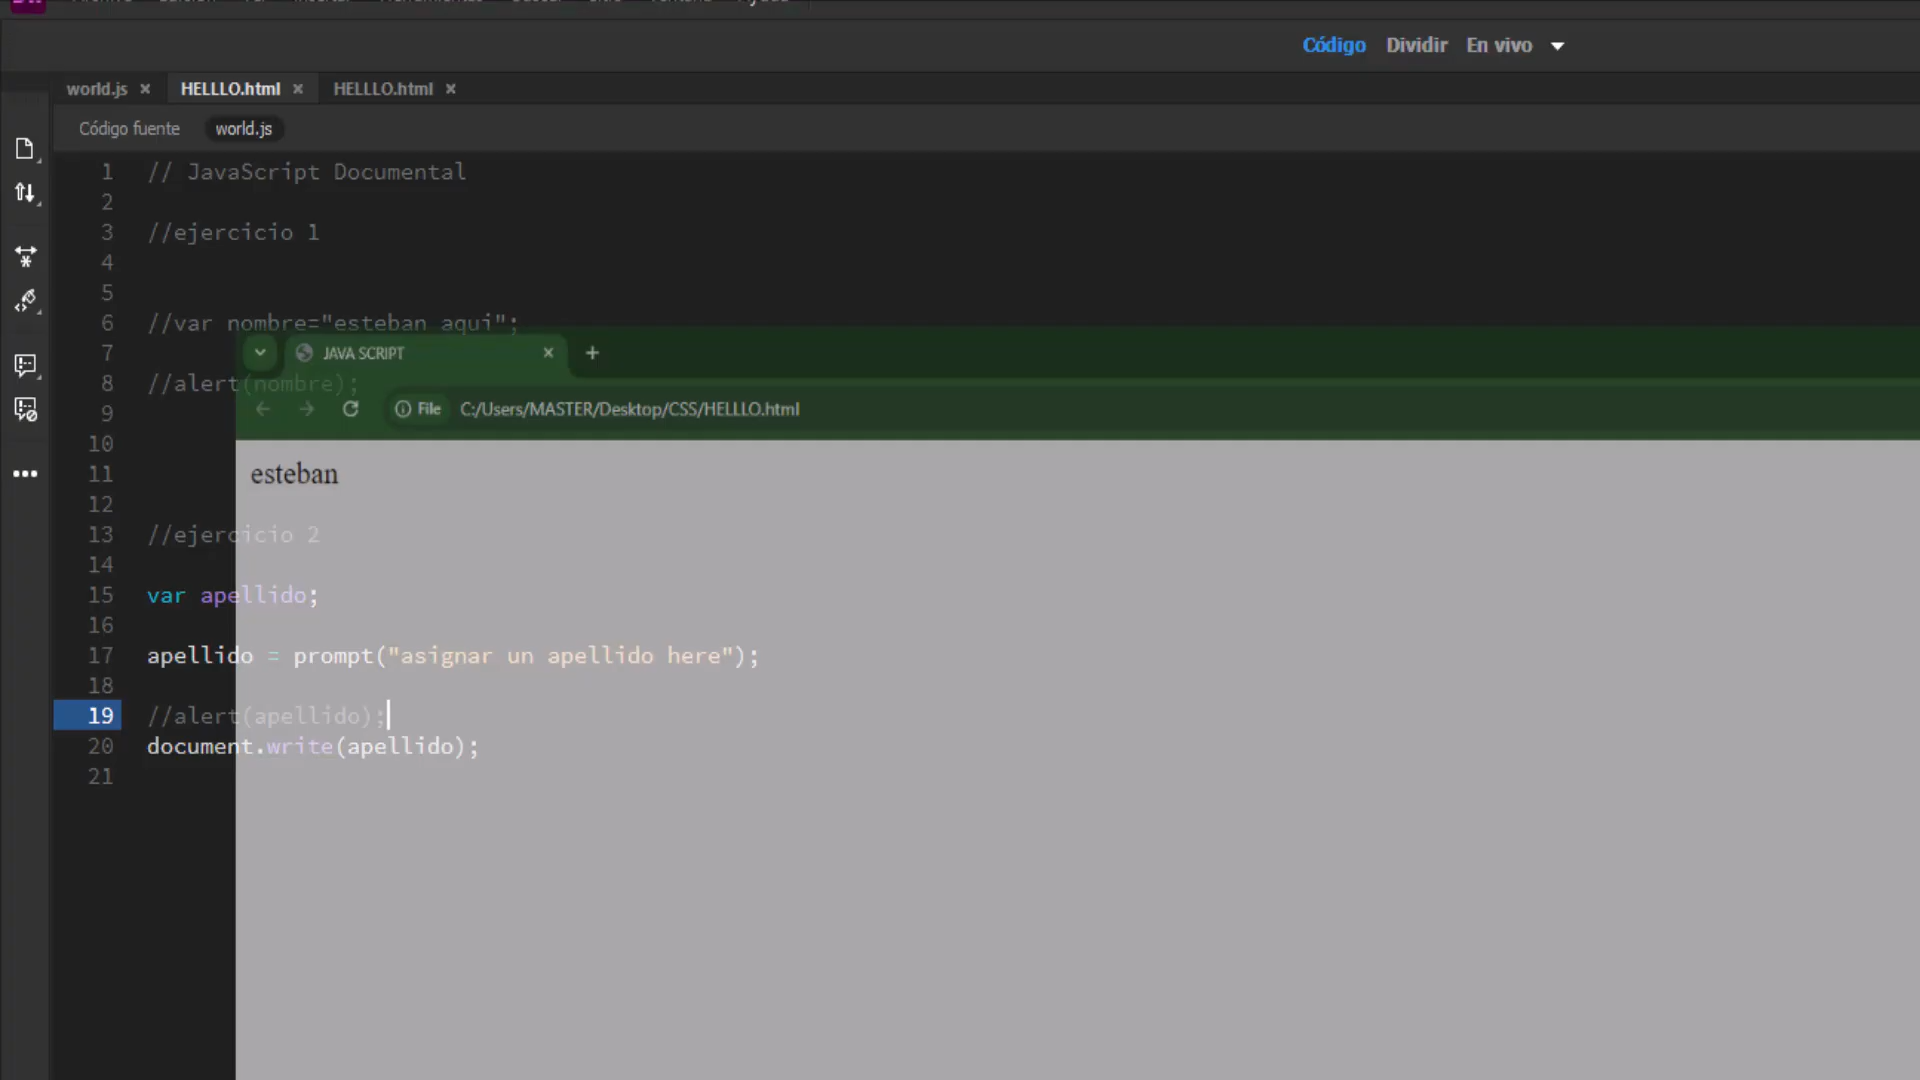 Código Dividir En vivo
world.js × HELLLO.html × HELLLO.html ×
Código fuente world.js
1 // JavaScript Documental
2
3 //ejercicio 1
4
5
6 //var nombre="esteban aqui";
7
8 //alert(nombre);
9
10
11
12
13 //ejercicio 2
14
15 var apellido;
16
17 apellido = prompt("asignar un apellido here");
18
19 //alert(apellido);
20 document.write(apellido);
21
JAVA SCRIPT × +
File C:/Users/MASTER/Desktop/CSS/HELLLO.html
esteban